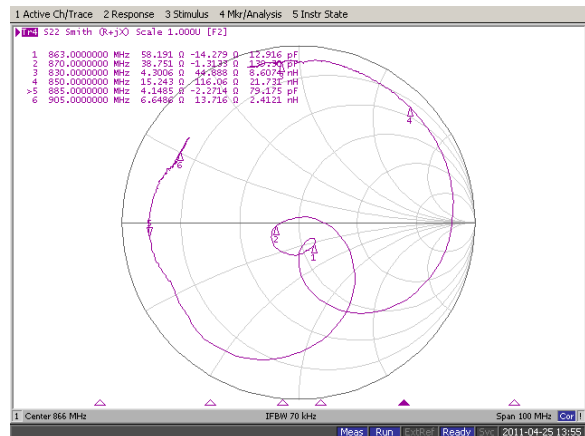 1 Active Ch/Trace 2 Response 3 Stimulus 4 Mkr/Analysis 5 Instr State
Tr4 S22 Smith (R+jX) Scale 1.000U [F2]
1 863.0000000 MHz 58.191 Ω -14.279 Ω 12.916 pF
2 870.0000000 MHz 38.751 Ω -1.3133 Ω 139.30 pF
3 830.0000000 MHz 4.3006 Ω 44.888 Ω 8.6074 nH
4 850.0000000 MHz 15.243 Ω 116.06 Ω 21.731 nH
>5 885.0000000 MHz 4.1485 Ω -2.2714 Ω 79.175 pF
6 905.0000000 MHz 6.6486 Ω 13.716 Ω 2.4121 nH
4
6
2
1
1 Center 866 MHz IFBW 70 kHz Span 100 MHz Cor !
Meas Run ExtRef Ready Svc 2011-04-25 13:55